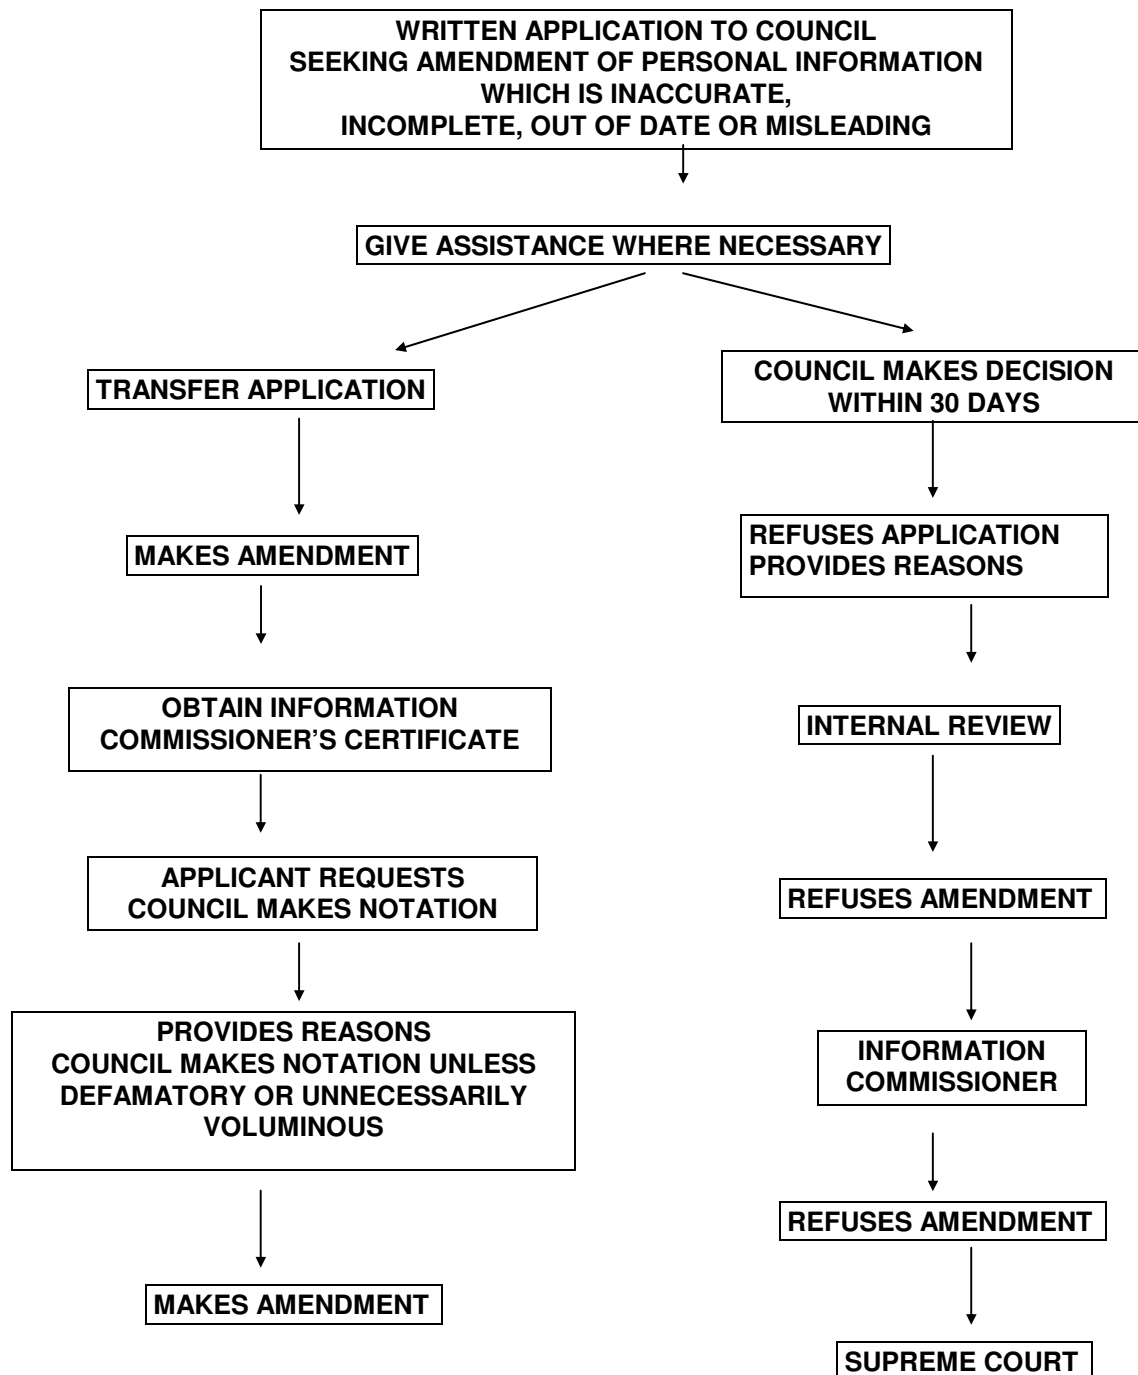 WRITTEN APPLICATION TO COUNCIL
SEEKING AMENDMENT OF PERSONAL INFORMATION
WHICH IS INACCURATE,
INCOMPLETE, OUT OF DATE OR MISLEADING
GIVE ASSISTANCE WHERE NECESSARY
TRANSFER APPLICATION
MAKES AMENDMENT
OBTAIN INFORMATION
COMMISSIONER’S CERTIFICATE
APPLICANT REQUESTS
COUNCIL MAKES NOTATION
PROVIDES REASONS
COUNCIL MAKES NOTATION UNLESS
DEFAMATORY OR UNNECESSARILY
VOLUMINOUS
MAKES AMENDMENT
COUNCIL MAKES DECISION
WITHIN 30 DAYS
REFUSES APPLICATION
PROVIDES REASONS
INTERNAL REVIEW
REFUSES AMENDMENT
INFORMATION
COMMISSIONER
REFUSES AMENDMENT
SUPREME COURT